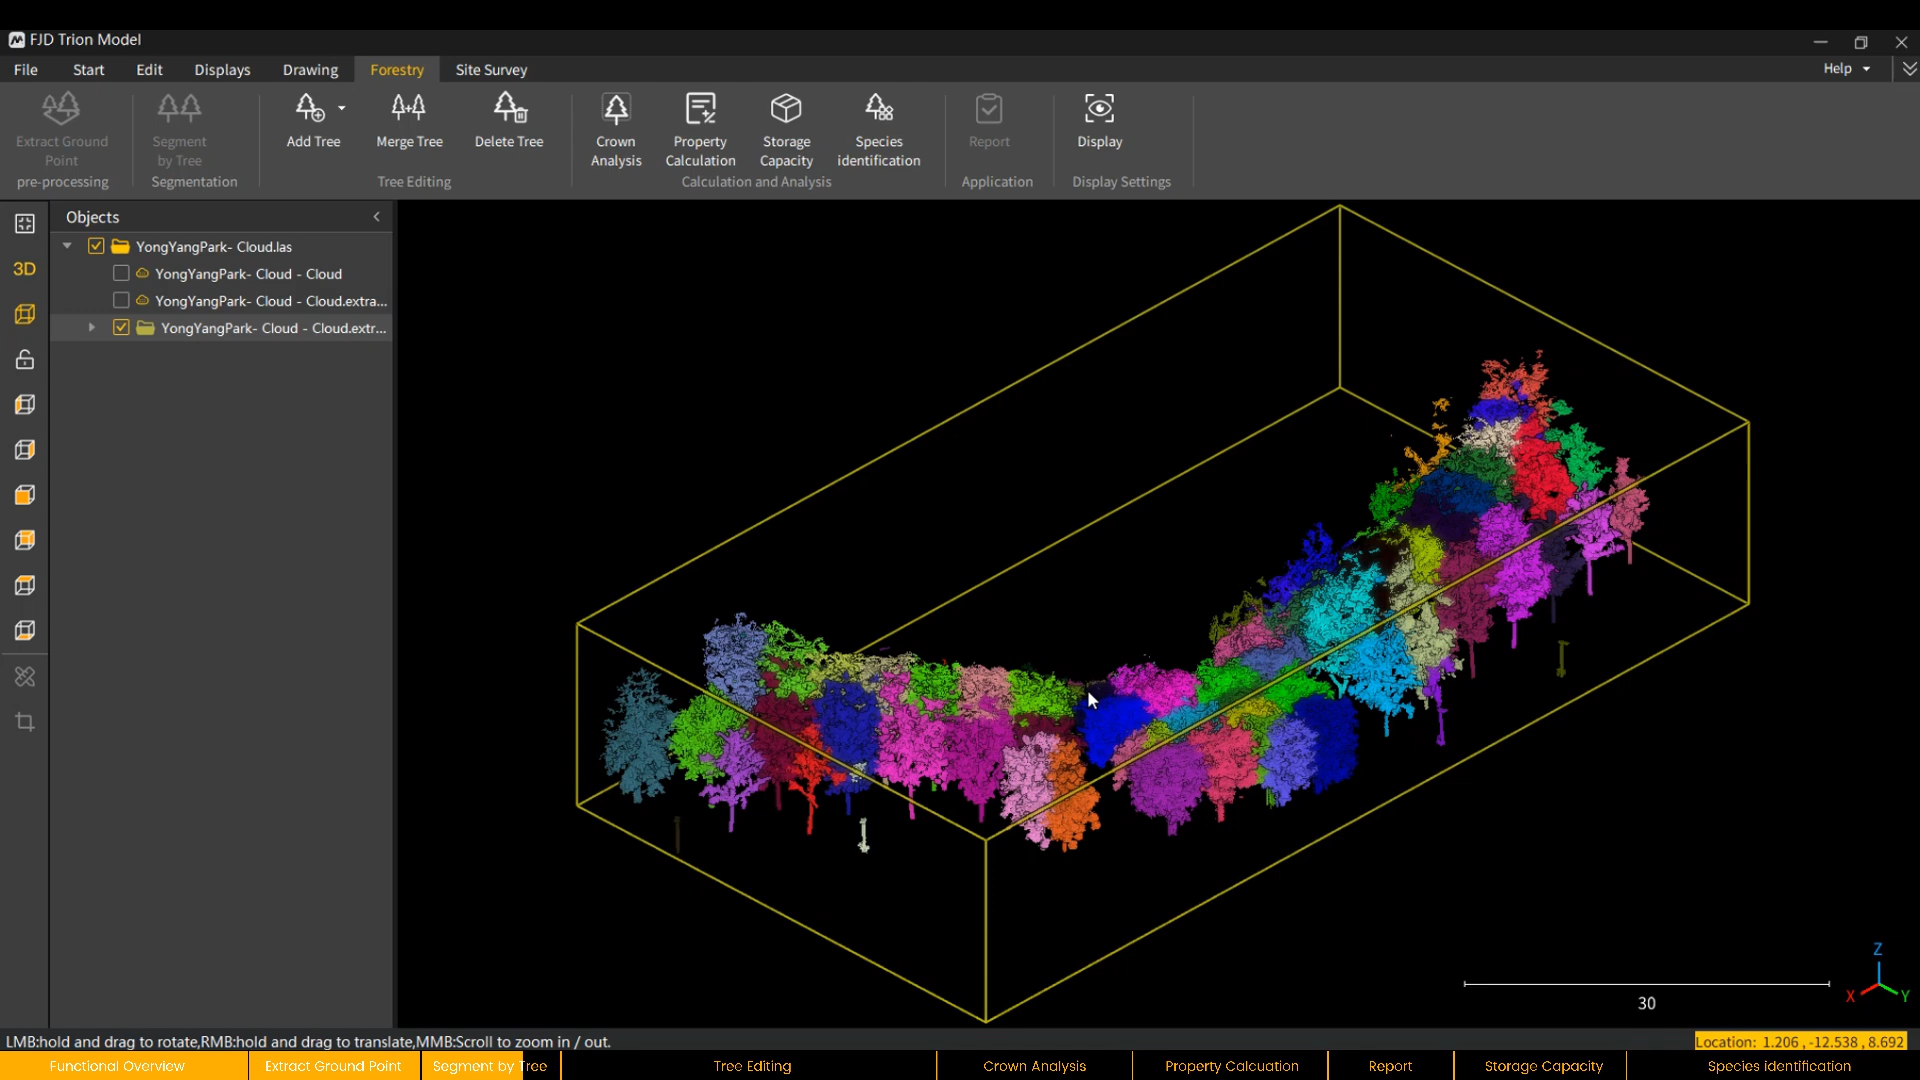 FJD Trion Model
File Start Edit Displays Drawing Forestry Site Survey Help
Extract Ground Point
Segment by Tree
Add Tree
Merge Tree
Delete Tree
Crown Analysis
Property Calculation
Storage Capacity
Species identification
Report
Display
pre-processing Segmentation Tree Editing Calculation and Analysis Application Display Settings
Objects
3D
YongYangPark- Cloud.las
YongYangPark- Cloud - Cloud
YongYangPark- Cloud - Cloud.extra...
YongYangPark- Cloud - Cloud.extr...
Z
X Y
30
LMB:hold and drag to rotate,RMB:hold and drag to translate,MMB:Scroll to zoom in / out.
Location: 1.206 , -12.538 , 8.692
Functional Overview Extract Ground Point Segment by Tree Tree Editing Crown Analysis Property Calcuation Report Storage Capacity Species identification